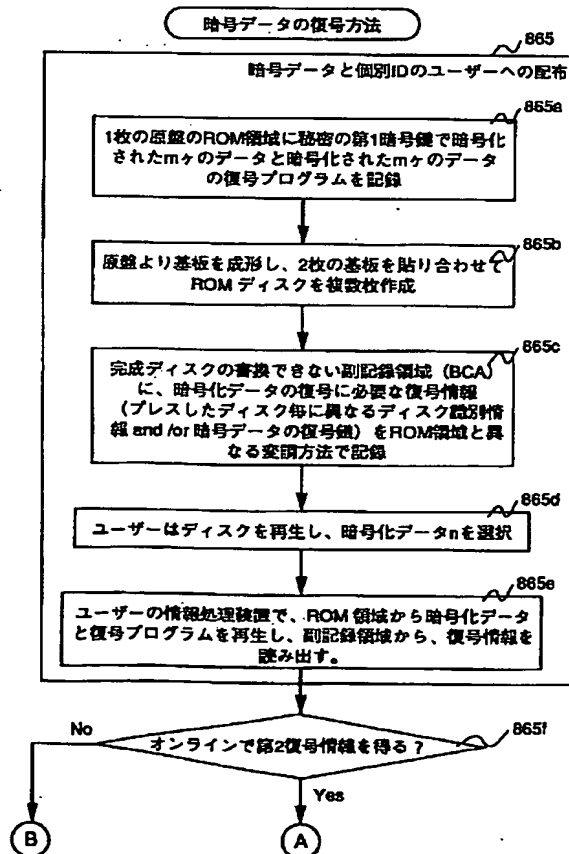 暗号データの復号方法
865
暗号データと個別IDのユーザーへの配布
865a
1枚の原盤のROM領域に秘密の第1暗号鍵で暗号化
されたmヶのデータと暗号化されたmヶのデータ
の復号プログラムを記録
865b
原盤より基板を成形し、2枚の基板を貼り合わせて
ROM ディスクを複数枚作成
865c
完成ディスクの書換できない副記録領域（BCA）
に、暗号化データの復号に必要な復号情報
（プレスしたディスク毎に異なるディスク識別情
報 and /or 暗号データの復号鍵）をROM領域と異
なる変調方法で記録
865d
ユーザーはディスクを再生し、暗号化データnを選択
865e
ユーザーの情報処理装置で、ROM 領域から暗号化データ
と復号プログラムを再生し、副記録領域から、復号情報を
読み出す。
865f
オンラインで第2復号情報を得る？
No
Yes
B
A